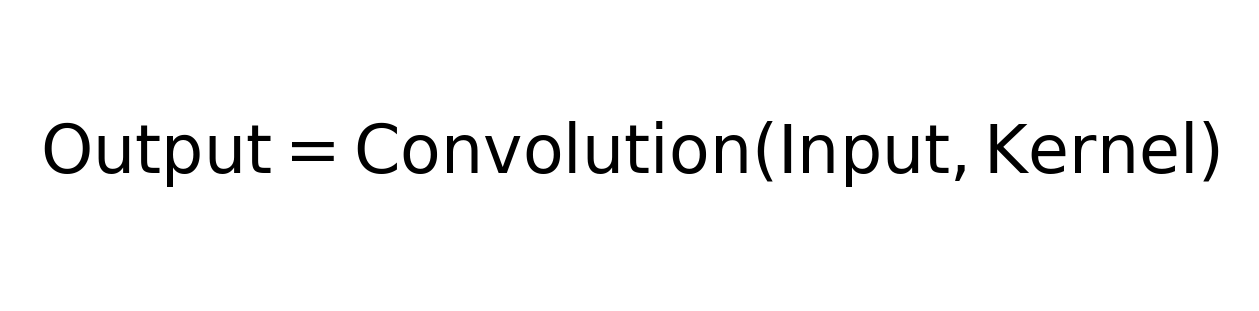 Output = Convolution(Input, Kernel)